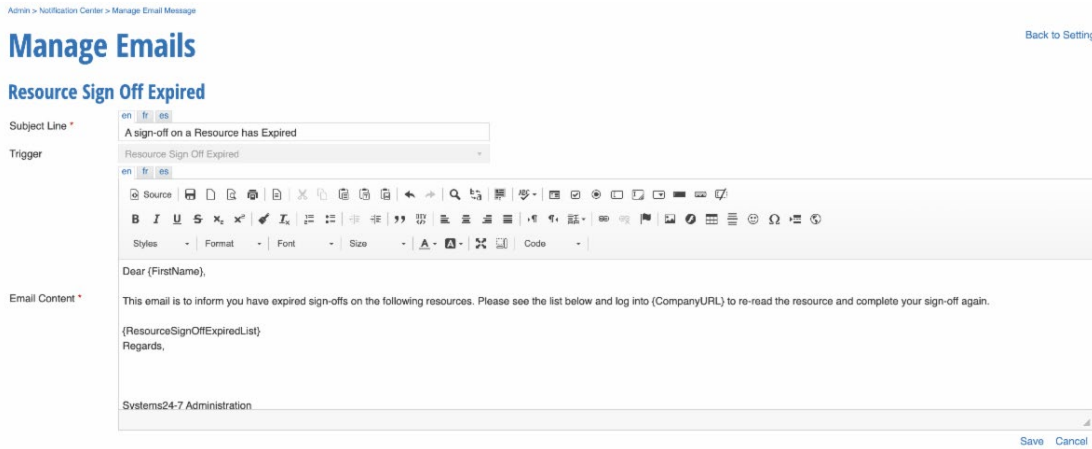 Admin > Notification Center > Manage Email Message
Manage Emails
Back to Setting
Resource Sign Off Expired
en fr es
Subject Line *
A sign-off on a Resource has Expired
Trigger
Resource Sign Off Expired
en fr es
Source
B I U S x₂ x² Iₓ
Styles Format Font Size A A Code
Dear {FirstName},
Email Content *
This email is to inform you have expired sign-offs on the following resources. Please see the list below and log into {CompanyURL} to re-read the resource and complete your sign-off again.
{ResourceSignOffExpiredList}
Regards,
Systems24-7 Administration
Save Cancel